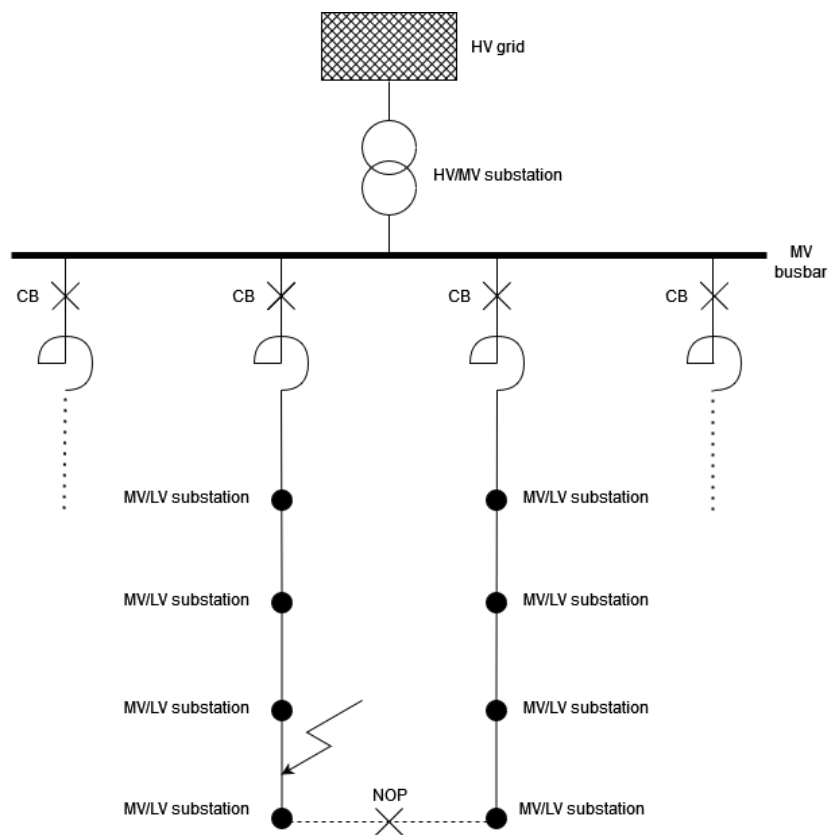 HV grid
HV/MV substation
MV
busbar
CB
CB
CB
CB
MV/LV substation
MV/LV substation
MV/LV substation
MV/LV substation
MV/LV substation
MV/LV substation
NOP
MV/LV substation
MV/LV substation